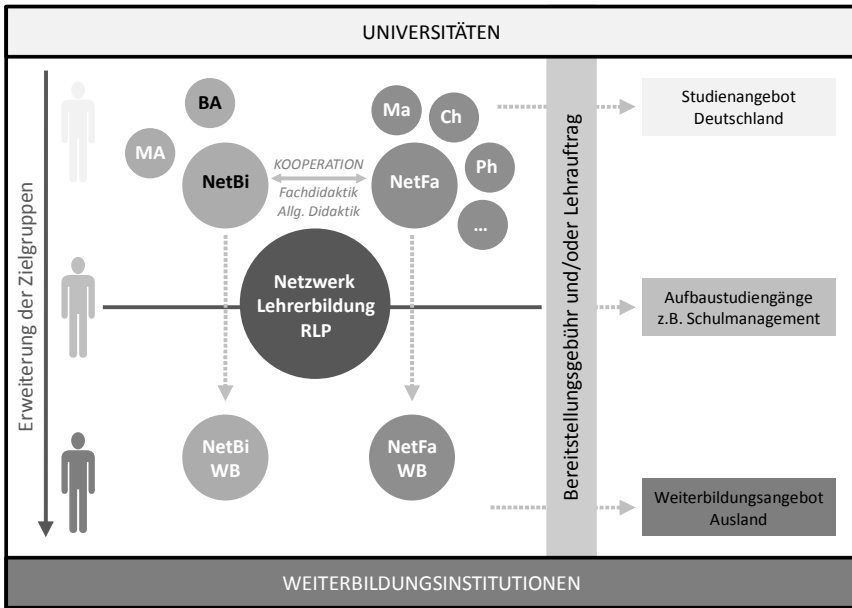 UNIVERSITÄTEN
Erweiterung der Zielgruppen
BA
MA
NetBi
KOOPERATION
Fachdidaktik
Allg. Didaktik
Ma
Ch
Ph
...
NetFa
Netzwerk
Lehrerbildung
RLP
NetBi
WB
NetFa
WB
Bereitstellungsgebühr und/oder Lehrauftrag
Studienangebot
Deutschland
Aufbaustudiengänge
z.B. Schulmanagement
Weiterbildungsangebot
Ausland
WEITERBILDUNGSINSTITUTIONEN